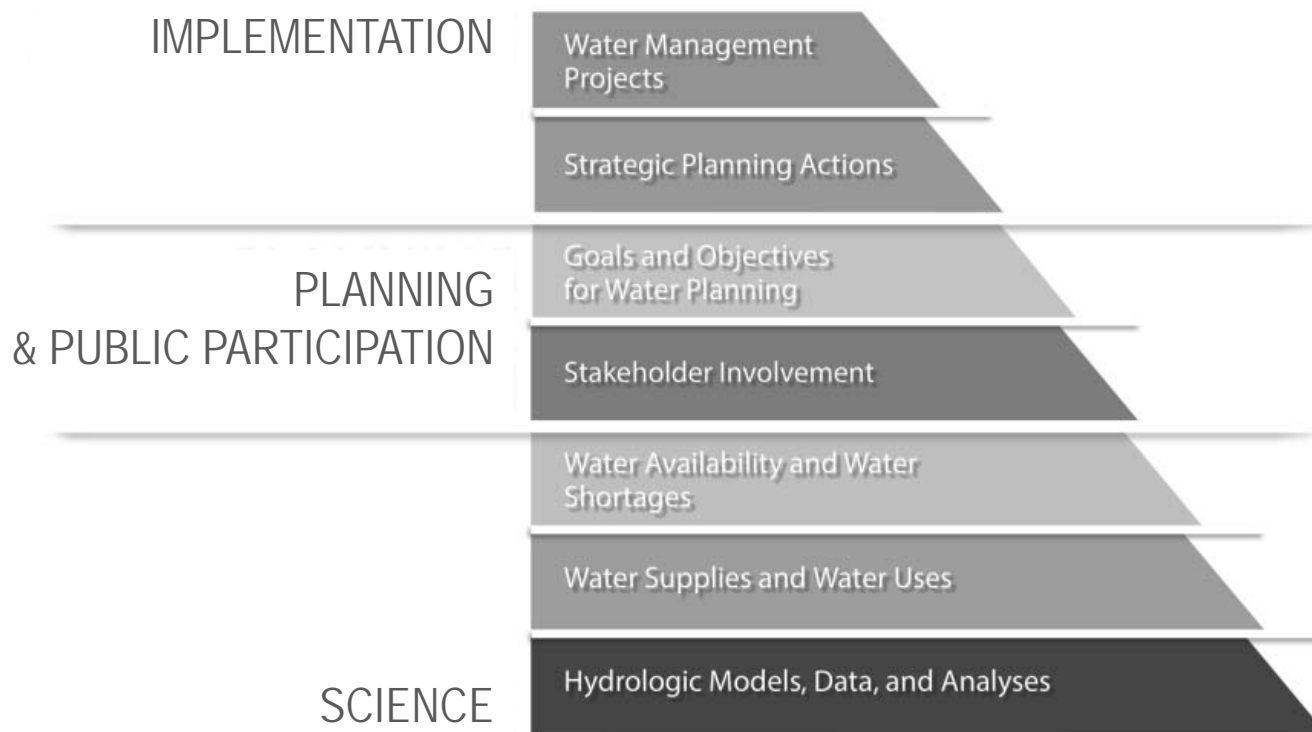 IMPLEMENTATION
Water Management
Projects
Strategic Planning Actions
PLANNING
& PUBLIC PARTICIPATION
Goals and Objectives
for Water Planning
Stakeholder Involvement
Water Availability and Water
Shortages
Water Supplies and Water Uses
SCIENCE
Hydrologic Models, Data, and Analyses